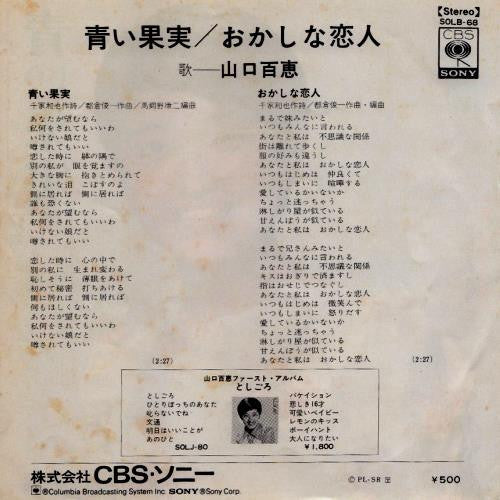 [Stereo]
SOLB-68
CBS
SONY
青い果実/おかしな恋人
歌──山口百恵
青い果実
千家和也作詩/都倉俊一作曲/馬飼野康二編曲
あなたが望むなら
私何をされてもいいわ
いけない娘だと
噂されてもいい
恋した時に 躰の隅で
別の私が 眼を覚ますの
大きな胸に 抱きとめられて
きれいな泪 こぼすのよ
側に居れば 側に居れば
誰も恐くない
あなたが望むなら
私何をされてもいいわ
いけない娘だと
噂されてもいい
恋した時に 心の中で
別の私に 生まれ変わる
恥しそうに 薄眼をあけて
初めて秘密 打ちあける
側に居れば 側に居れば
何もほしくない
あなたが望むなら
私何をされてもいいわ
いけない娘だと
噂されてもいい
(2:27)
おかしな恋人
千家和也作詩/都倉俊一作曲・編曲
まるで妹みたいと
いつもみんなに言われる
あなたと私は 不思議な関係
街は離れて歩くし
服の好みも違うし
あなたと私は おかしな恋人
いつもはじめは 仲良くて
いつもしまいに 喧嘩する
愛しているかいないか
ちょっと迷っちゃう
淋しがり屋が似ている
甘えんぼうが似ている
あなたと私は おかしな恋人
まるで兄さんみたいと
いつもみんなに言われる
あなたと私は 不思議な関係
キスはおぎりで済ますし
指はおせじでつなぐし
あなたと私は おかしな恋人
いつもはじめは 微笑んで
いつもしまいに 怒りだす
愛しているかいないか
ちょっと迷っちゃう
淋しがり屋が似ている
甘えんぼうが似ている
あなたと私は おかしな恋人
(2:27)
山口百恵ファースト・アルバム
としごろ
としごろ
ひとりぼっちのあなた
叱らないでね
文通
明日はいいことが
あのひと
SOLJ-80
バケイション
悲しき16才
可愛いベイビー
レモンのキッス
ボーイハント
大人になりたい
¥1,800
株式会社CBS・ソニー
®Columbia Broadcasting System Inc. SONY ®Sony Corp.
Ⓒ PL・SR
¥500